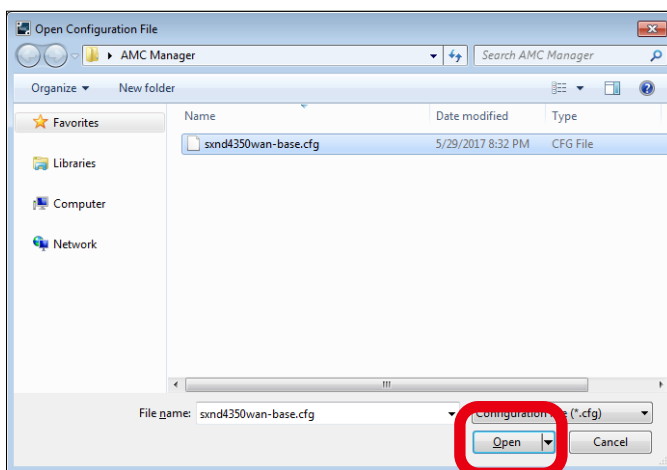 Open Configuration File
AMC Manager
Search AMC Manager
Organize
New folder
Name
Date modified
Type
Favorites
sxnd4350wan-base.cfg
5/29/2017 8:32 PM
CFG File
Libraries
Computer
Network
File name:
sxnd4350wan-base.cfg
Configuration File (*.cfg)
Open
Cancel